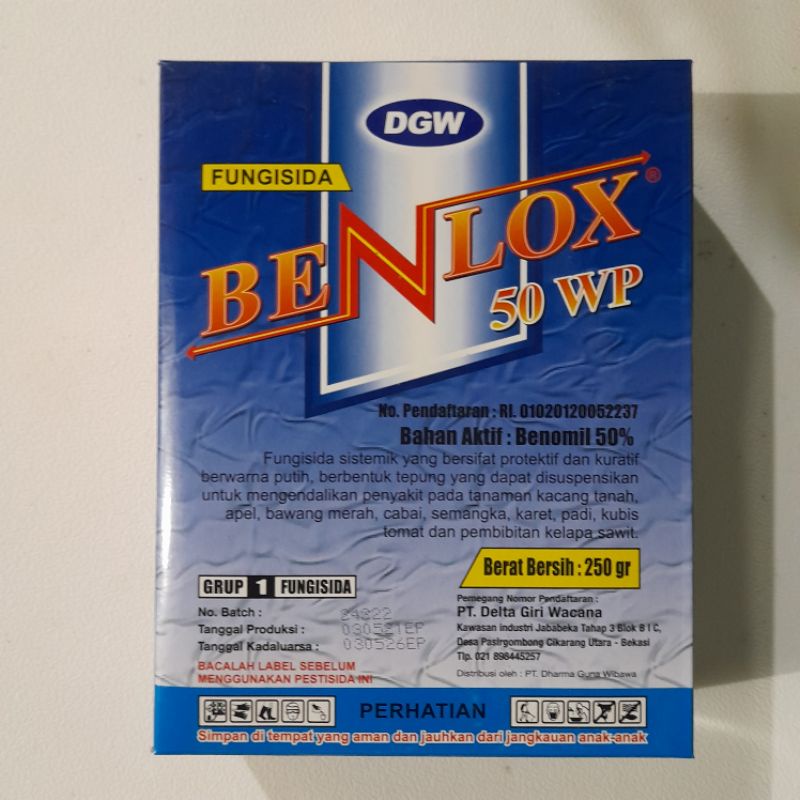 DGW
FUNGISIDA
BENLOX®
50 WP
No. Pendaftaran : RI. 01020120052237
Bahan Aktif : Benomil 50%
Fungisida sistemik yang bersifat protektif dan kuratif
berwarna putih, berbentuk tepung yang dapat disuspensikan
untuk mengendalikan penyakit pada tanaman kacang tanah,
apel, bawang merah, cabai, semangka, karet, padi, kubis
tomat dan pembibitan kelapa sawit.
Berat Bersih : 250 gr
GRUP 1 FUNGISIDA
No. Batch : 24322
Tanggal Produksi : 030521EP
Tanggal Kadaluarsa : 030526EP
BACALAH LABEL SEBELUM
MENGGUNAKAN PESTISIDA INI
Pemegang Nomor Pendaftaran :
PT. Delta Giri Wacana
Kawasan industri Jababeka Tahap 3 Blok B I C,
Desa Pasirgombong Cikarang Utara - Bekasi
Tlp. 021 898445257
Distribusi oleh : PT. Dharma Guna Wibawa
PERHATIAN
Simpan di tempat yang aman dan jauhkan dari jangkauan anak-anak